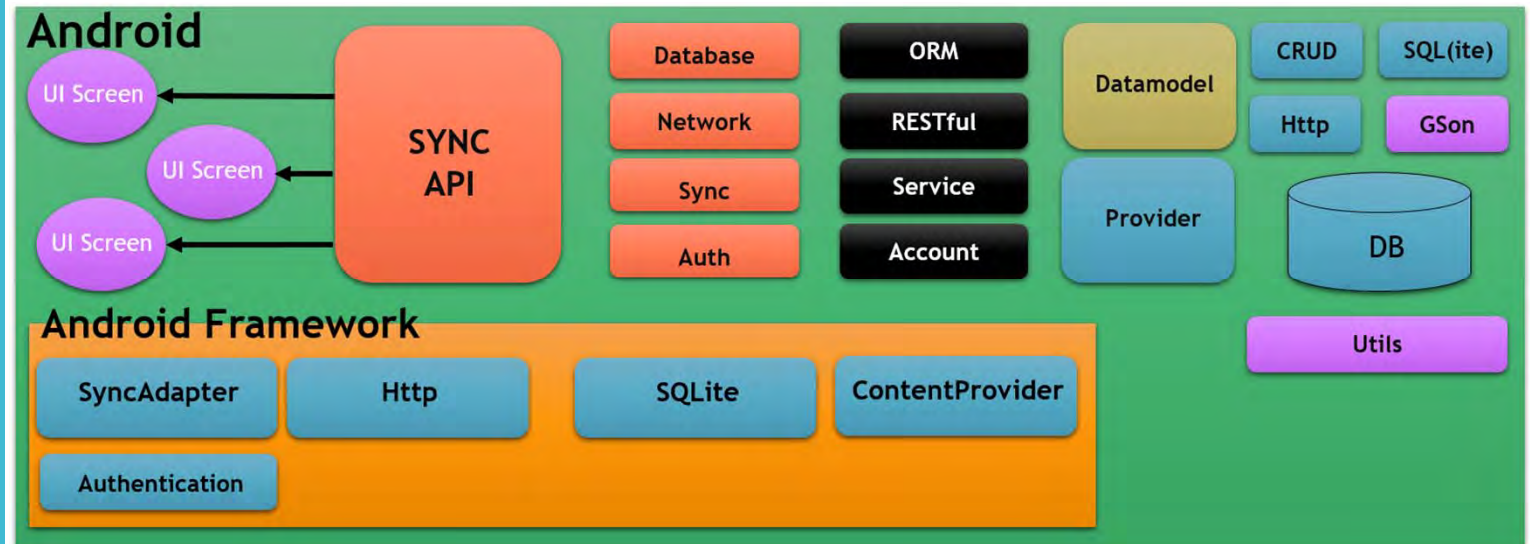 Android
UI Screen
UI Screen
UI Screen
SYNC
API
Database
Network
Sync
Auth
ORM
RESTful
Service
Account
Datamodel
Provider
CRUD
SQL(ite)
Http
GSon
DB
Utils
Android Framework
SyncAdapter
Http
SQLite
ContentProvider
Authentication